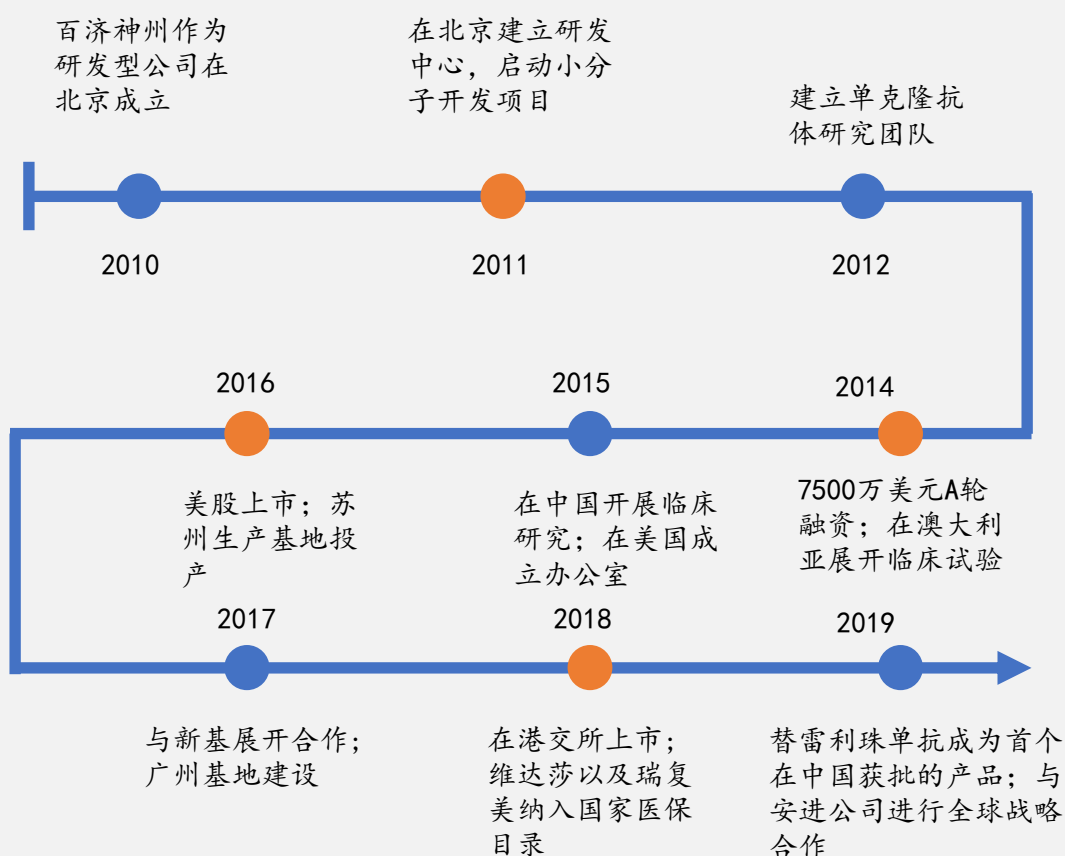 百济神州作为
研发型公司在
北京成立
在北京建立研发
中心，启动小分
子开发项目
建立单克隆抗
体研究团队
2010
2011
2012
2016
2015
2014
美股上市；苏
州生产基地投
产
在中国开展临床
研究；在美国成
立办公室
7500万美元A轮
融资；在澳大利
亚展开临床试验
2017
2018
2019
与新基展开合作；
广州基地建设
在港交所上市；
维达莎以及瑞复
美纳入国家医保
目录
替雷利珠单抗成为首个
在中国获批的产品；与
安进公司进行全球战略
合作